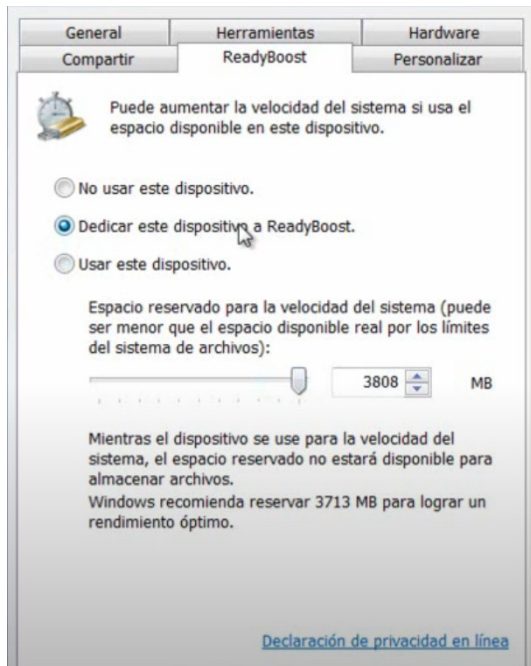 General Herramientas Hardware
Compartir ReadyBoost Personalizar
Puede aumentar la velocidad del sistema si usa el
espacio disponible en este dispositivo.
No usar este dispositivo.
Dedicar este dispositivo a ReadyBoost.
Usar este dispositivo.
Espacio reservado para la velocidad del sistema (puede
ser menor que el espacio disponible real por los límites
del sistema de archivos):
3808 MB
Mientras el dispositivo se use para la velocidad del
sistema, el espacio reservado no estará disponible para
almacenar archivos.
Windows recomienda reservar 3713 MB para lograr un
rendimiento óptimo.
Declaración de privacidad en línea